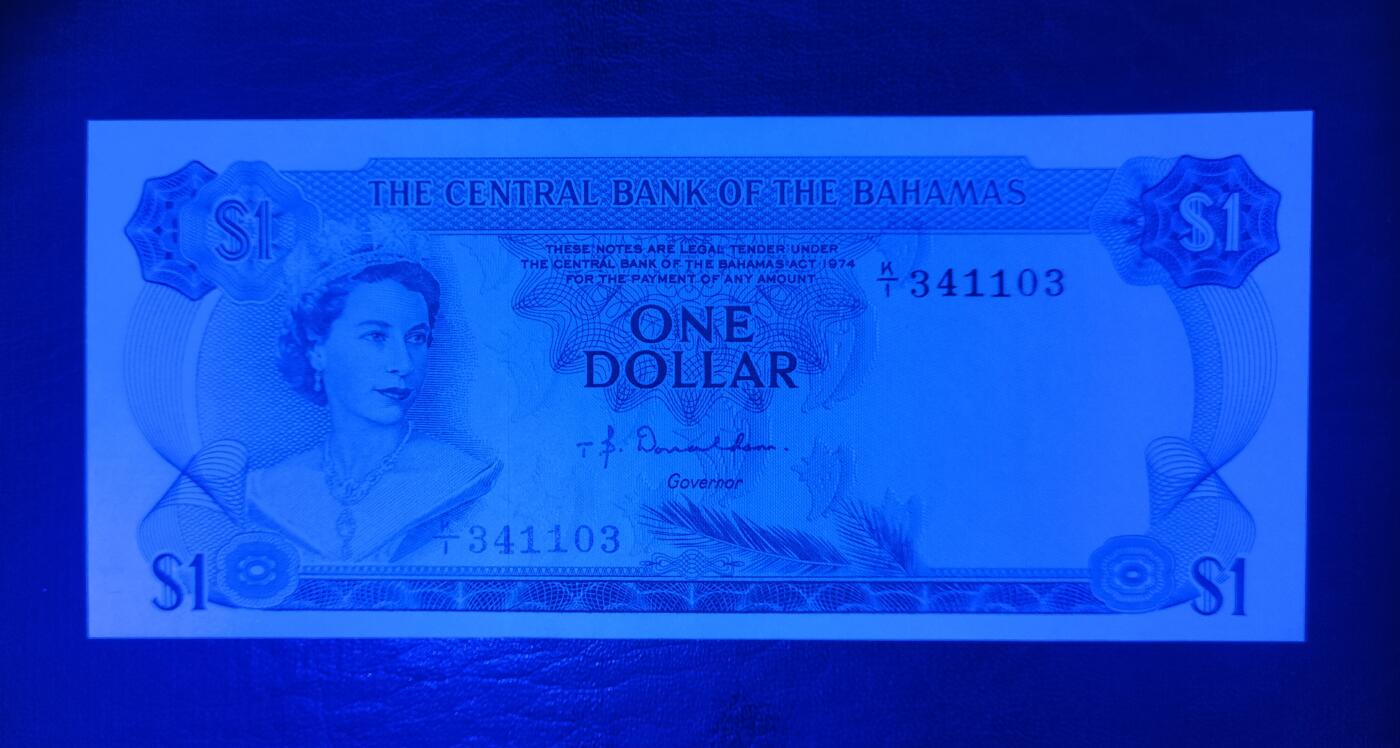 THE CENTRAL BANK OF THE BAHAMAS
$1
$1
THESE NOTES ARE LEGAL TENDER UNDER
THE CENTRAL BANK OF THE BAHAMAS ACT 1974
FOR THE PAYMENT OF ANY AMOUNT
K/1 341103
ONE
DOLLAR
T. B. Donaldson.
Governor
K/1 341103
$1
$1